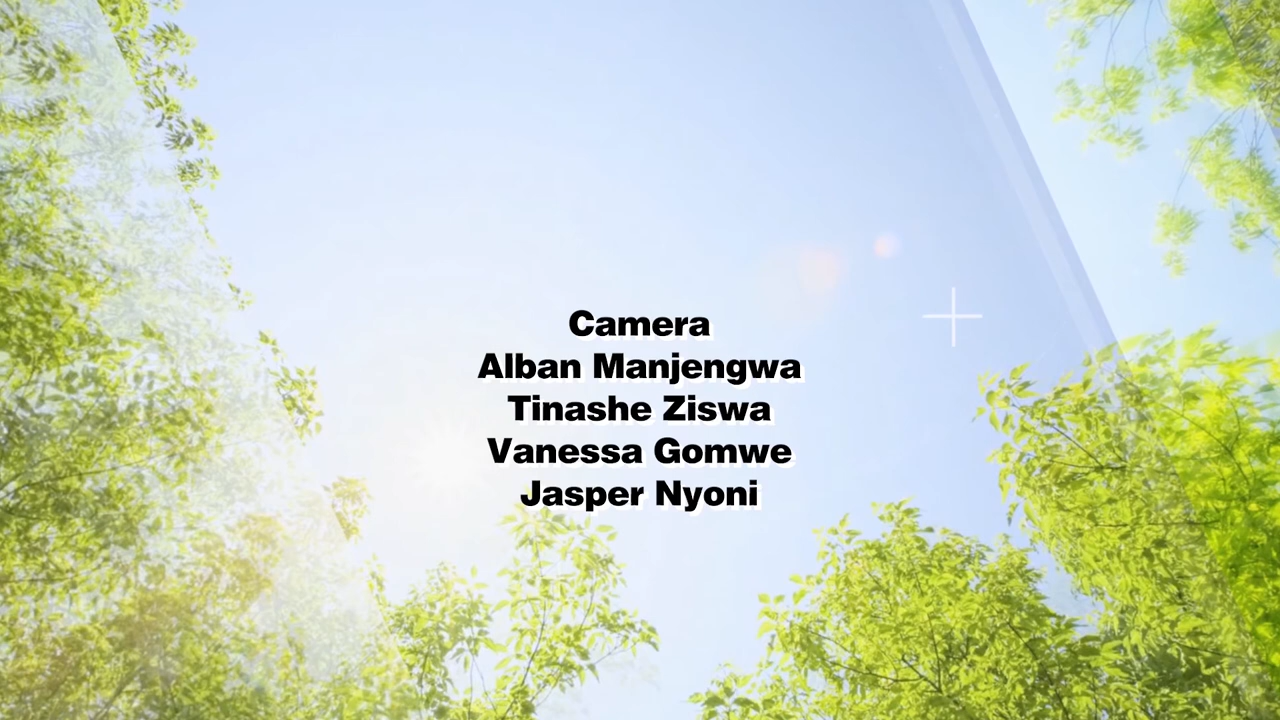 Camera
Alban Manjengwa
Tinashe Ziswa
Vanessa Gomwe
Jasper Nyoni